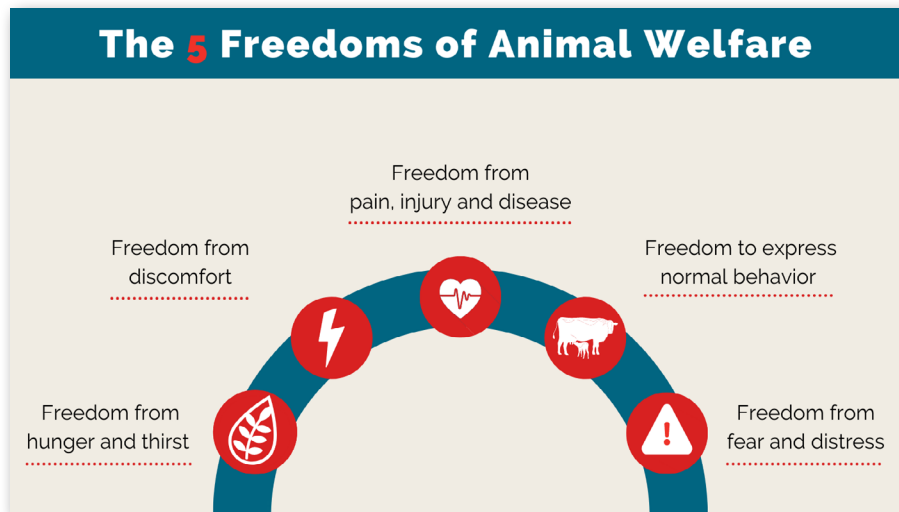 The 5 Freedoms of Animal Welfare
Freedom from
pain, injury and disease
Freedom from
discomfort
Freedom to express
normal behavior
Freedom from
hunger and thirst
Freedom from
fear and distress